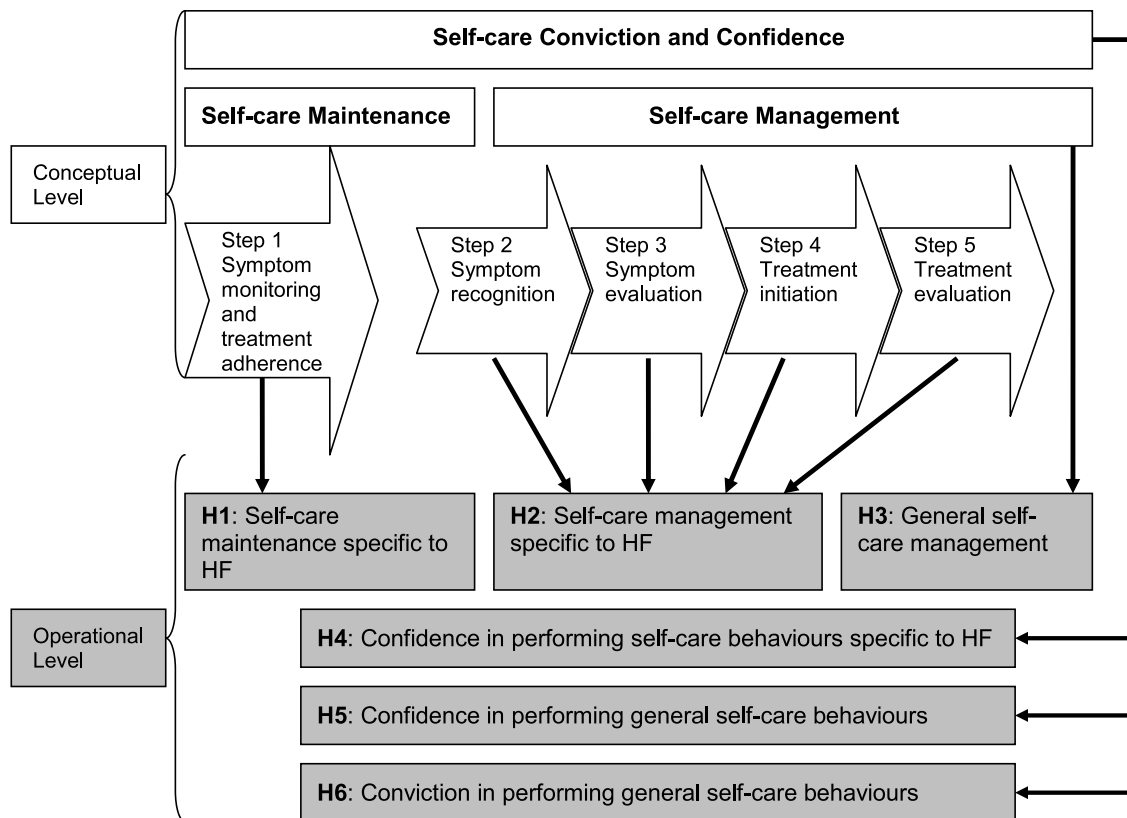 Self-care Conviction and Confidence
Self-care Maintenance
Self-care Management
Conceptual
Level
Step 1
Symptom
monitoring
and
treatment
adherence
Step 2
Symptom
recognition
Step 3
Symptom
evaluation
Step 4
Treatment
initiation
Step 5
Treatment
evaluation
H1: Self-care
maintenance specific to
HF
H2: Self-care management
specific to HF
H3: General self-
care management
Operational
Level
H4: Confidence in performing self-care behaviours specific to HF
H5: Confidence in performing general self-care behaviours
H6: Conviction in performing general self-care behaviours